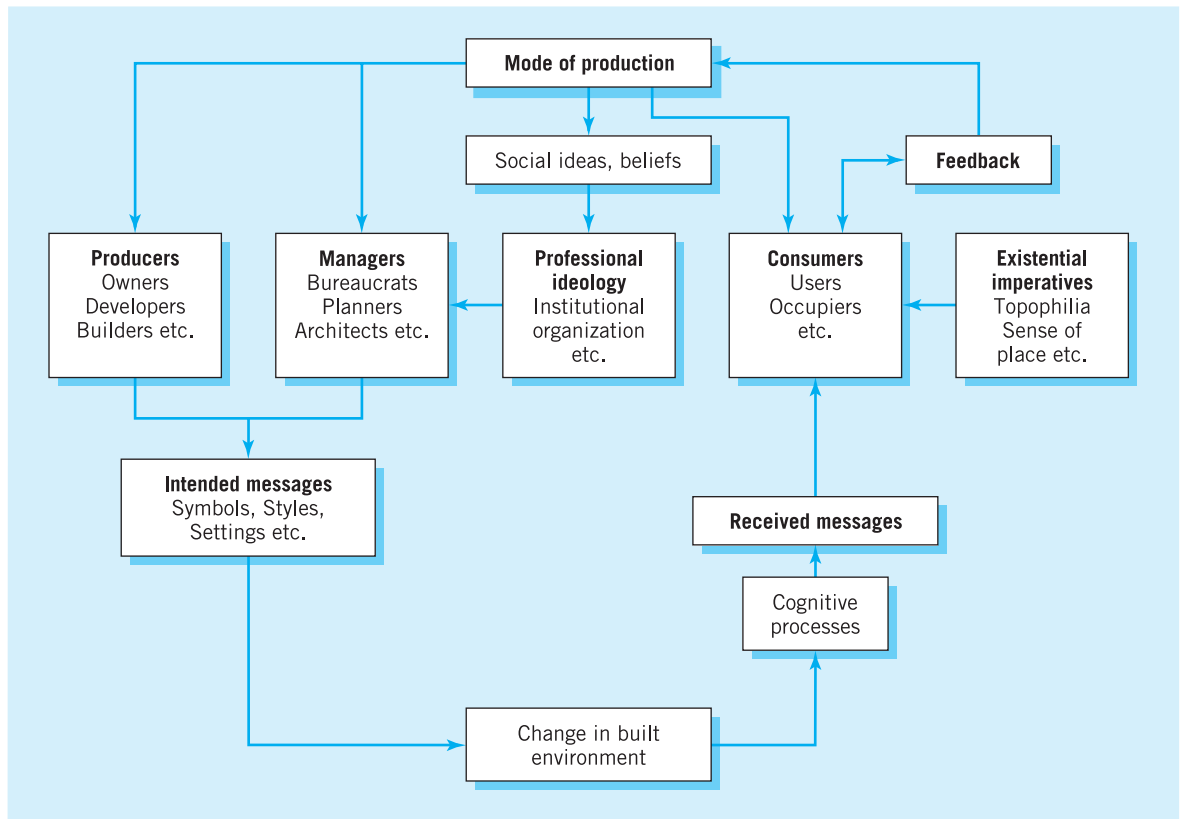 Mode of production
Social ideas, beliefs
Feedback
Producers
Owners
Developers
Builders etc.
Managers
Bureaucrats
Planners
Architects etc.
Professional
ideology
Institutional
organization
etc.
Consumers
Users
Occupiers
etc.
Existential
imperatives
Topophilia
Sense of
place etc.
Intended messages
Symbols, Styles,
Settings etc.
Received messages
Cognitive
processes
Change in built
environment